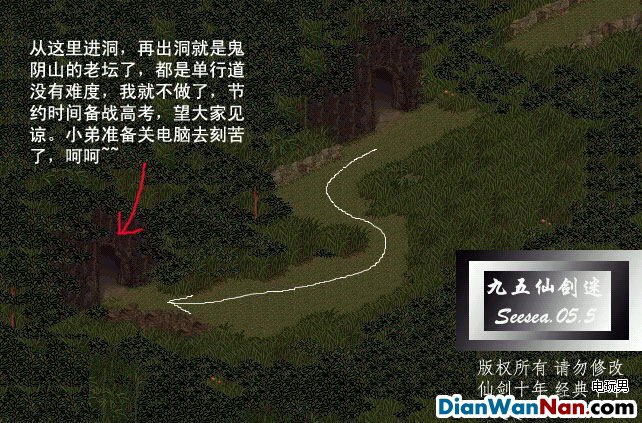 从这里进洞，再出洞就是鬼
阴山的老坛了，都是单行道
没有难度，我就不做了，节
约时间备战高考，望大家见
谅。小弟准备关电脑去刻苦
了，呵呵~~
九五仙剑迷
Seesea.05.5
版权所有 请勿修改
仙剑十年 经典
电玩男
DianWanNan.com